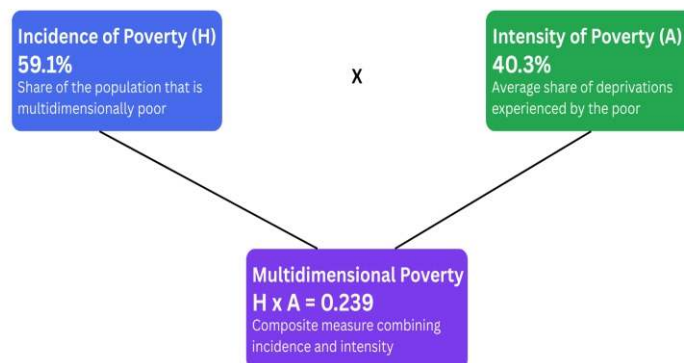 Incidence of Poverty (H)
59.1%
Share of the population that is
multidimensionally poor
X
Intensity of Poverty (A)
40.3%
Average share of deprivations
experienced by the poor
Multidimensional Poverty
H x A = 0.239
Composite measure combining
incidence and intensity